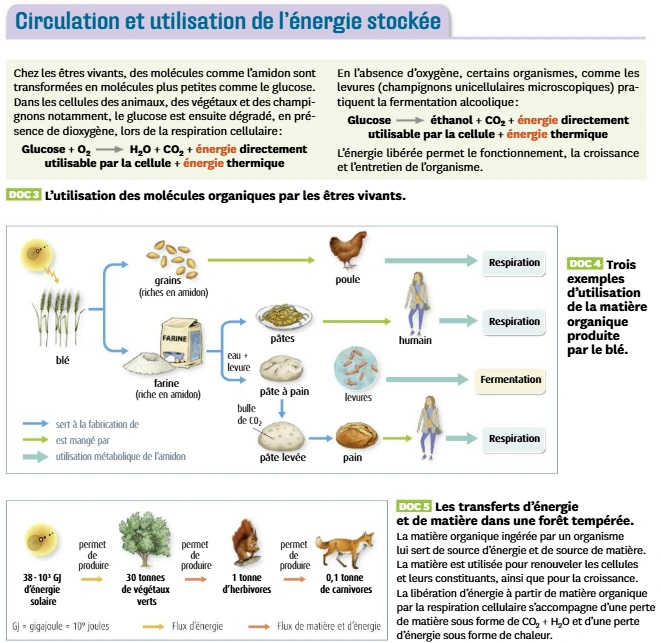 Circulation et utilisation de l'énergie stockée
Chez les êtres vivants, des molécules comme l'amidon sont
transformées en molécules plus petites comme le glucose.
Dans les cellules des animaux, des végétaux et des champi-
gnons notamment, le glucose est ensuite dégradé, en pré-
sence de dioxygène, lors de la respiration cellulaire :
Glucose + O₂ ⟶ H₂O + CO₂ + énergie directement
utilisable par la cellule + énergie thermique
En l'absence d'oxygène, certains organismes, comme les
levures (champignons unicellulaires microscopiques) pra-
tiquent la fermentation alcoolique :
Glucose ⟶ éthanol + CO₂ + énergie directement
utilisable par la cellule + énergie thermique
L'énergie libérée permet le fonctionnement, la croissance
et l'entretien de l'organisme.
DOC 3 L'utilisation des molécules organiques par les êtres vivants.
blé
grains
(riches en amidon)
poule
Respiration
FARINE
farine
(riche en amidon)
eau +
levure
pâtes
humain
Respiration
pâte à pain
levures
Fermentation
bulle
de CO₂
pâte levée
pain
Respiration
sert à la fabrication de
est mangé par
utilisation métabolique de l'amidon
DOC 4 Trois
exemples
d'utilisation
de la matière
organique
produite
par le blé.
38 · 10³ GJ
d'énergie
solaire
permet
de
produire
30 tonnes
de végétaux
verts
permet
de
produire
1 tonne
d'herbivores
permet
de
produire
0,1 tonne
de carnivores
GJ = gigajoule = 10⁹ joules
Flux d'énergie
Flux de matière et d'énergie
DOC 5 Les transferts d'énergie
et de matière dans une forêt tempérée.
La matière organique ingérée par un organisme
lui sert de source d'énergie et de source de matière.
La matière est utilisée pour renouveler les cellules
et leurs constituants, ainsi que pour la croissance.
La libération d'énergie à partir de matière organique
par la respiration cellulaire s'accompagne d'une perte
de matière sous forme de CO₂ + H₂O et d'une perte
d'énergie sous forme de chaleur.